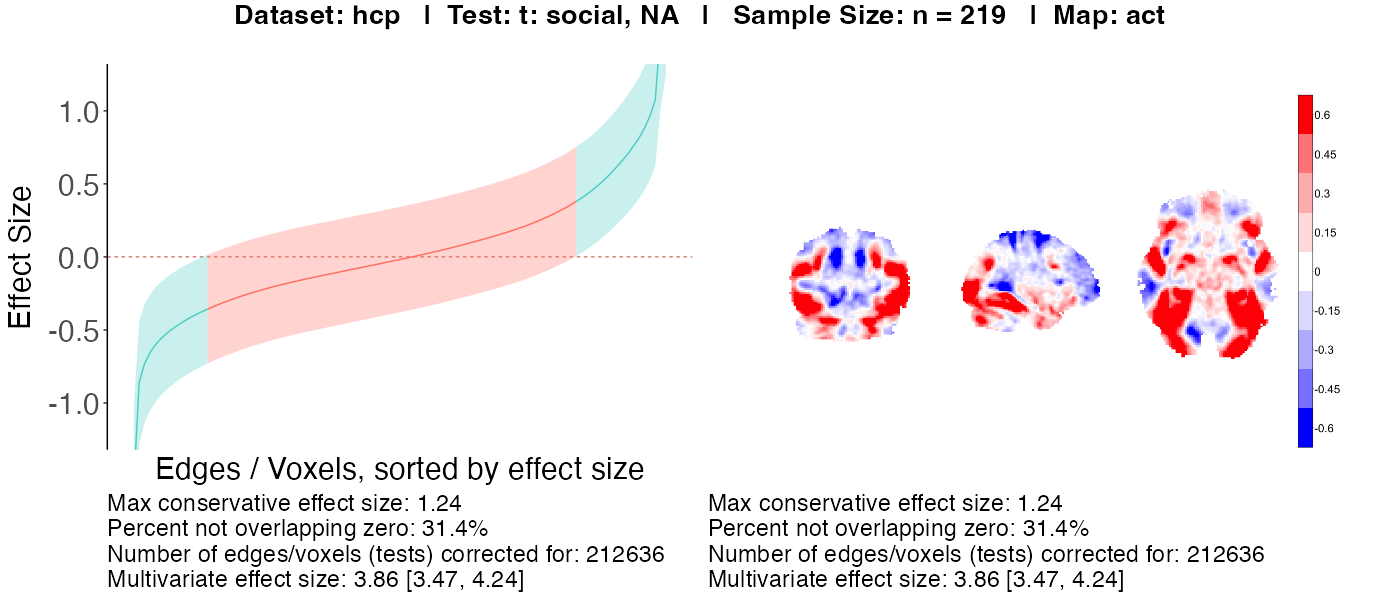 Dataset: hcp | Test: t: social, NA | Sample Size: n = 219 | Map: act
Effect Size
1.0
0.5
0.0
-0.5
-1.0
Edges / Voxels, sorted by effect size
Max conservative effect size: 1.24
Percent not overlapping zero: 31.4%
Number of edges/voxels (tests) corrected for: 212636
Multivariate effect size: 3.86 [3.47, 4.24]
0.6
0.45
0.3
0.15
0
-0.15
-0.3
-0.45
-0.6
Max conservative effect size: 1.24
Percent not overlapping zero: 31.4%
Number of edges/voxels (tests) corrected for: 212636
Multivariate effect size: 3.86 [3.47, 4.24]